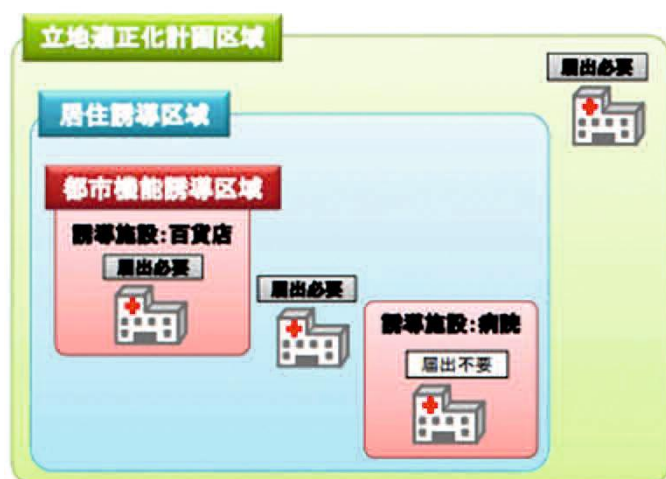 立地適正化計画区域
届出必要
居住誘導区域
都市機能誘導区域
誘導施設:百貨店
届出必要
届出必要
誘導施設:病院
届出不要